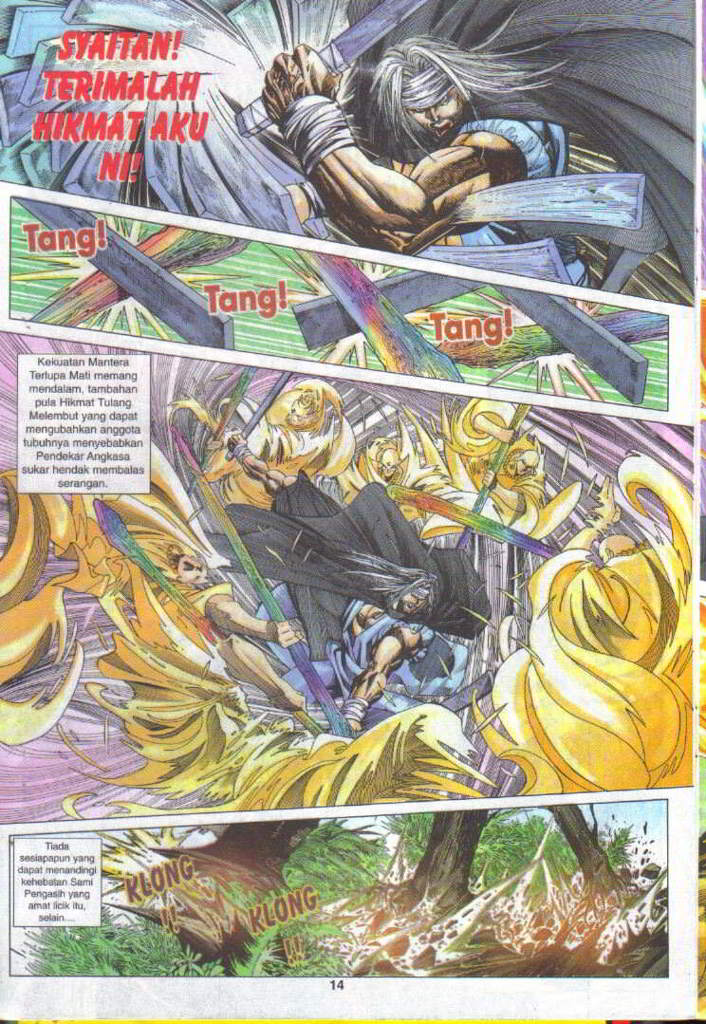 SYAITAN!
TERIMALAH
HIKMAT AKU
NI!
Tang!
Tang!
Tang!
Kekuatan Mantera
Terlupa Mati memang
mendalam, tambahan
pula Hikmat Tulang
Melembut yang dapat
mengubahkan anggota
tubuhnya menyebabkan
Pendekar Angkasa
sukar hendak membalas
serangan.
Tiada
sesiapapun yang
dapat menandingi
kehebatan Sami
Pengasih yang
amat licik itu,
selain....
KLONG
!!
KLONG
!!
14